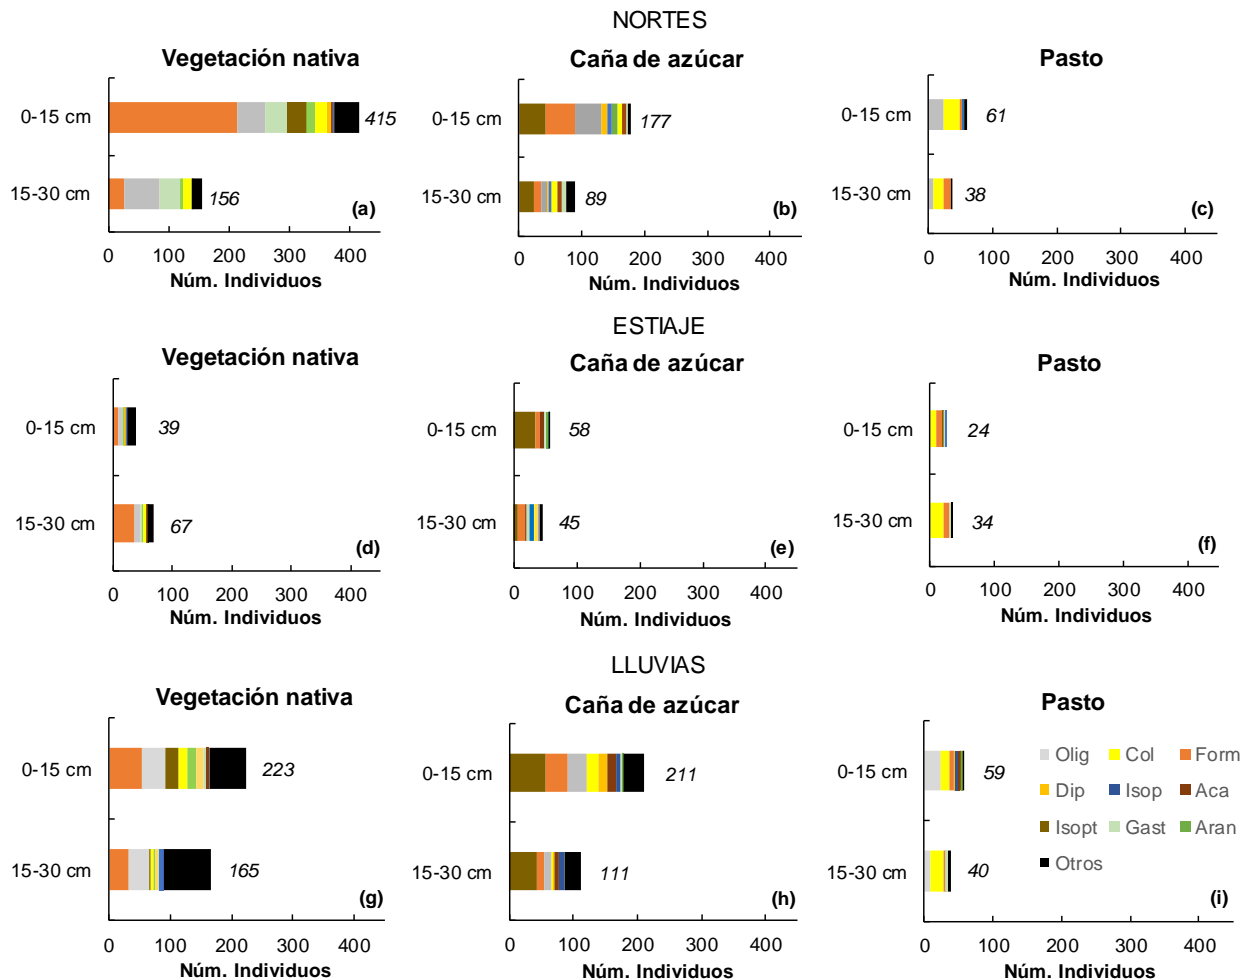 NORTES
Vegetación nativa Caña de azúcar Pasto
0-15 cm 415 0-15 cm 177 0-15 cm 61
15-30 cm 156 15-30 cm 89 15-30 cm 38
(a) (b) (c)
0 100 200 300 400 0 100 200 300 400 0 100 200 300 400
Núm. Individuos Núm. Individuos Núm. Individuos
ESTIAJE
Vegetación nativa Caña de azúcar Pasto
0-15 cm 39 0-15 cm 58 0-15 cm 24
15-30 cm 67 15-30 cm 45 15-30 cm 34
(d) (e) (f)
0 100 200 300 400 0 100 200 300 400 0 100 200 300 400
Núm. Individuos Núm. Individuos Núm. Individuos
LLUVIAS
Vegetación nativa Caña de azúcar Pasto
0-15 cm 223 0-15 cm 211 0-15 cm 59
Olig Col Form
Dip Isop Aca
Isopt Gast Aran
Otros
15-30 cm 165 15-30 cm 111 15-30 cm 40
(g) (h) (i)
0 100 200 300 400 0 100 200 300 400 0 100 200 300 400
Núm. Individuos Núm. Individuos Núm. Individuos